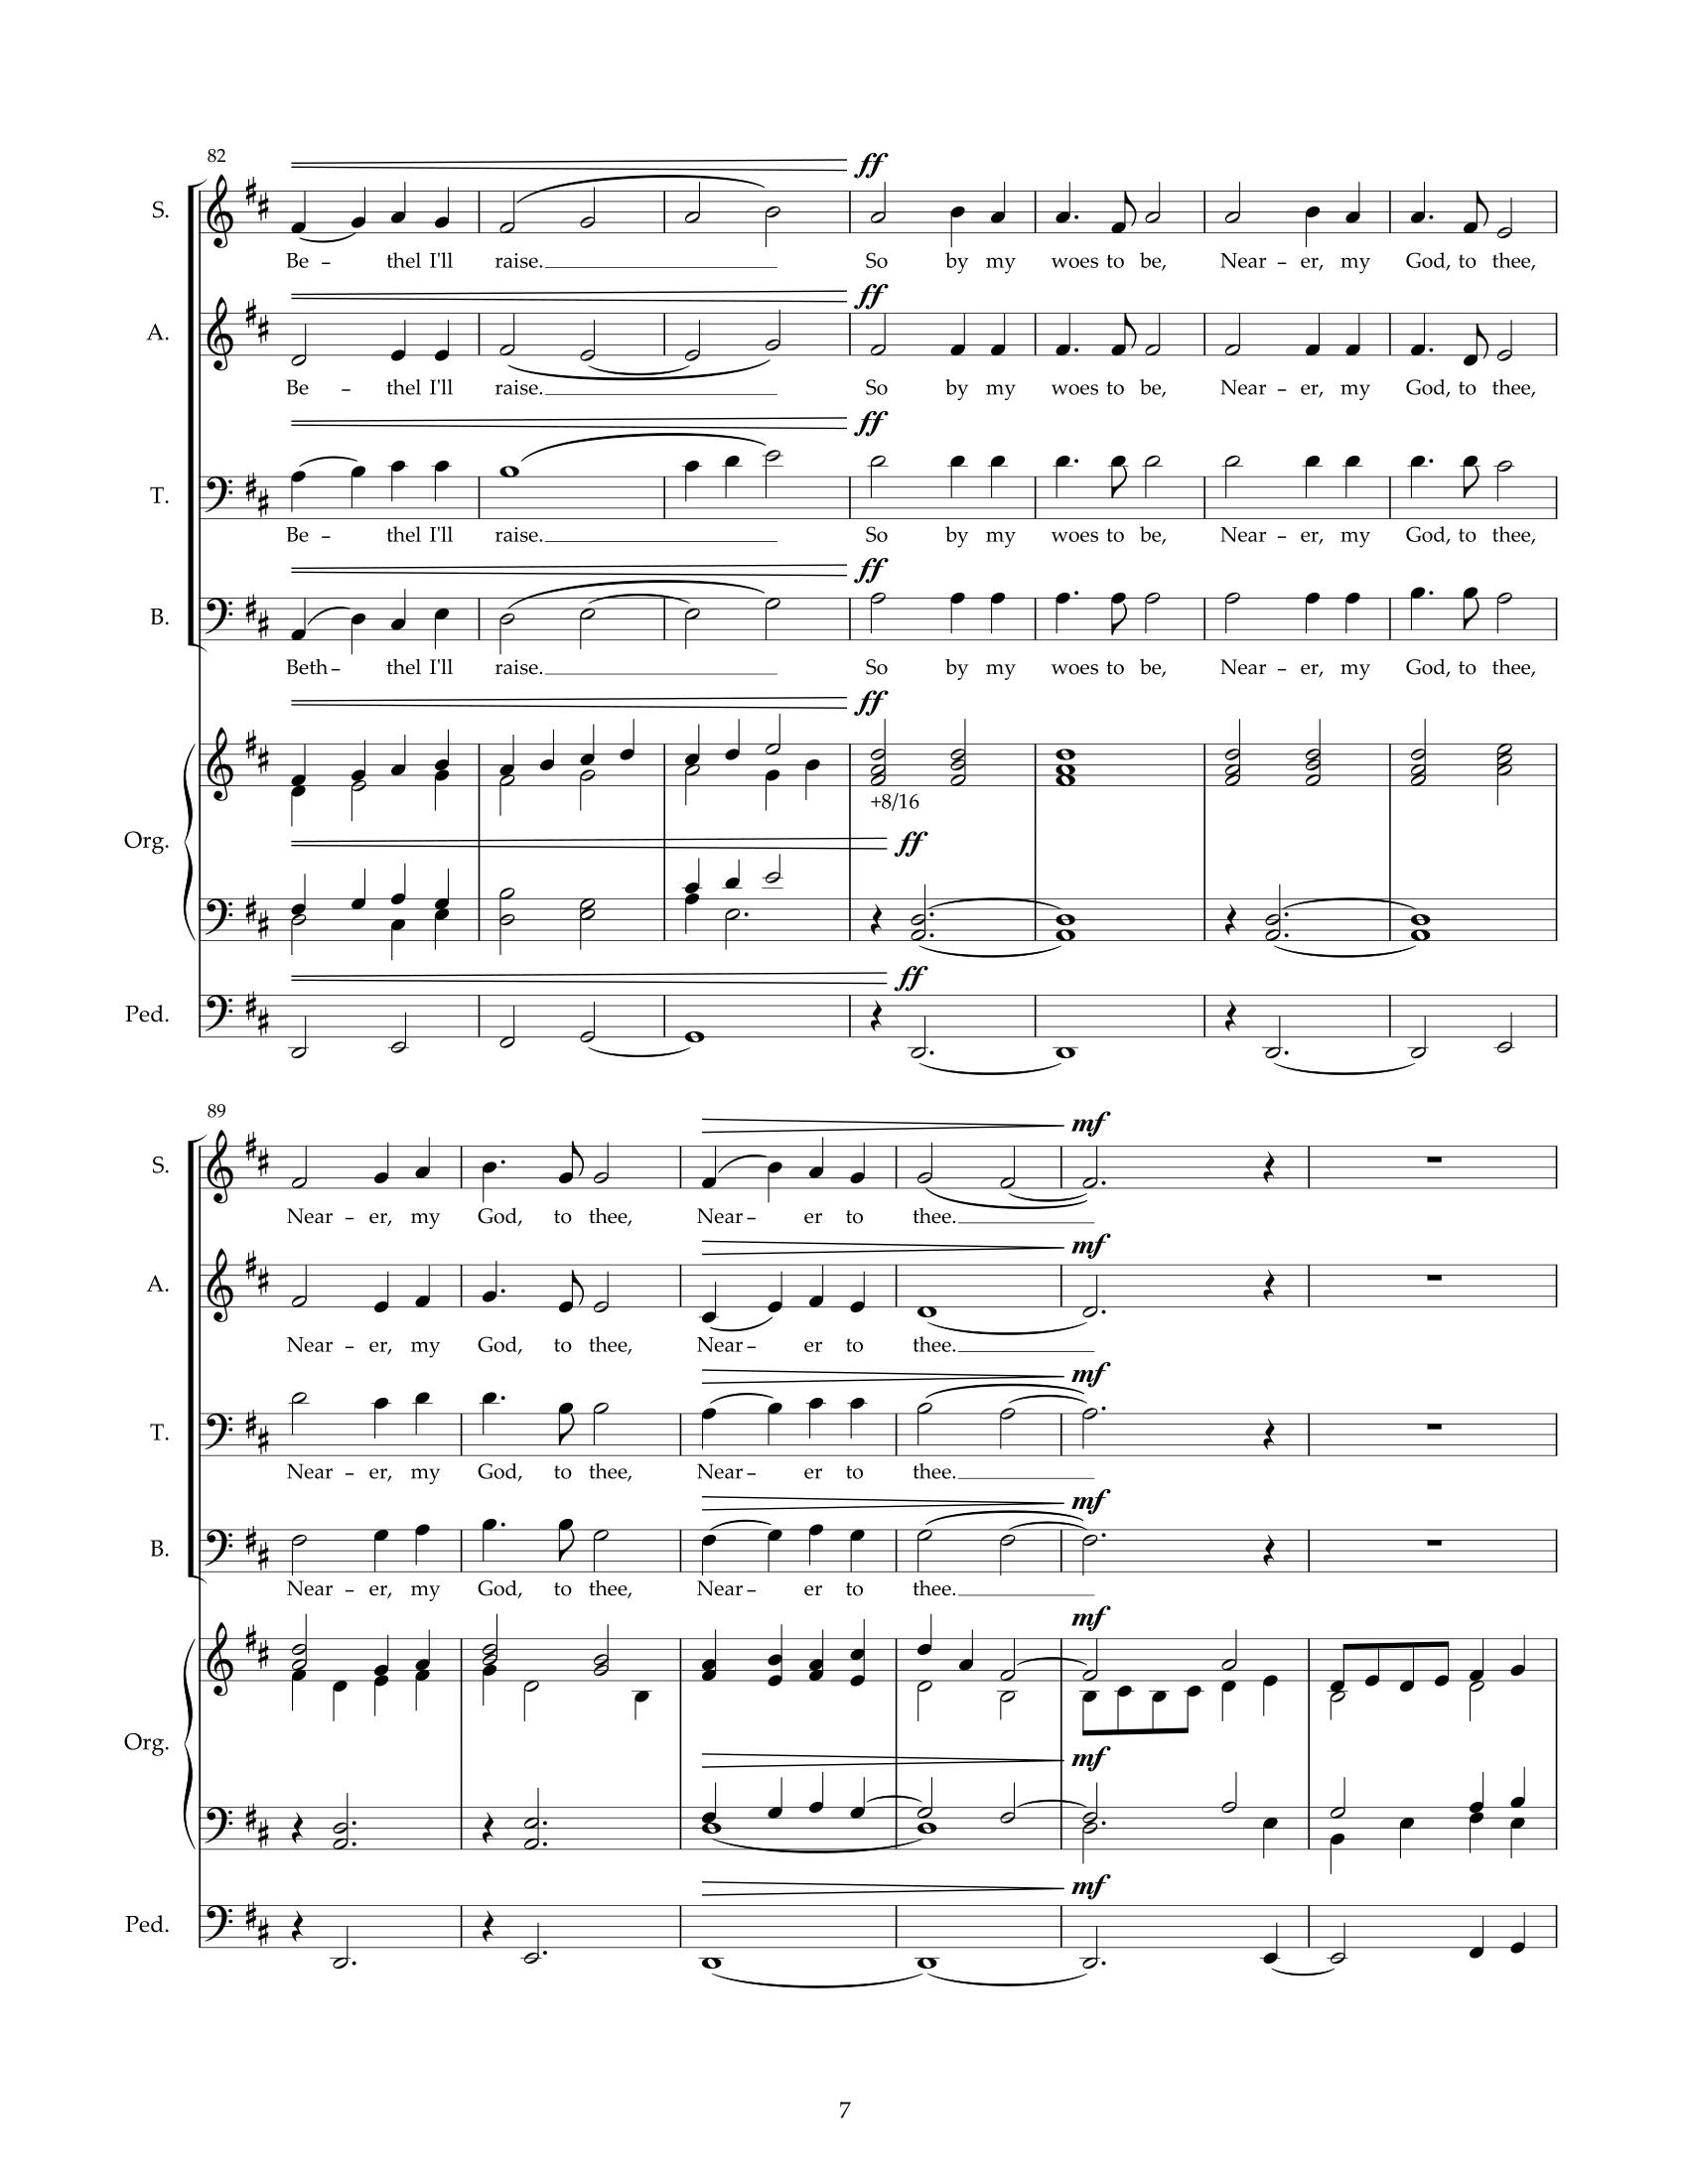 82
ff
S.
Be – thel I'll raise. So by my woes to be, Near – er, my God, to thee,
ff
A.
Be – thel I'll raise. So by my woes to be, Near – er, my God, to thee,
ff
T.
Be – thel I'll raise. So by my woes to be, Near – er, my God, to thee,
ff
B.
Beth – thel I'll raise. So by my woes to be, Near – er, my God, to thee,
ff
+8/16
Org.
ff
ff
Ped.
89
mf
S.
Near – er, my God, to thee, Near – er to thee.
mf
A.
Near – er, my God, to thee, Near – er to thee.
mf
T.
Near – er, my God, to thee, Near – er to thee.
mf
B.
Near – er, my God, to thee, Near – er to thee.
mf
Org.
mf
mf
Ped.
7